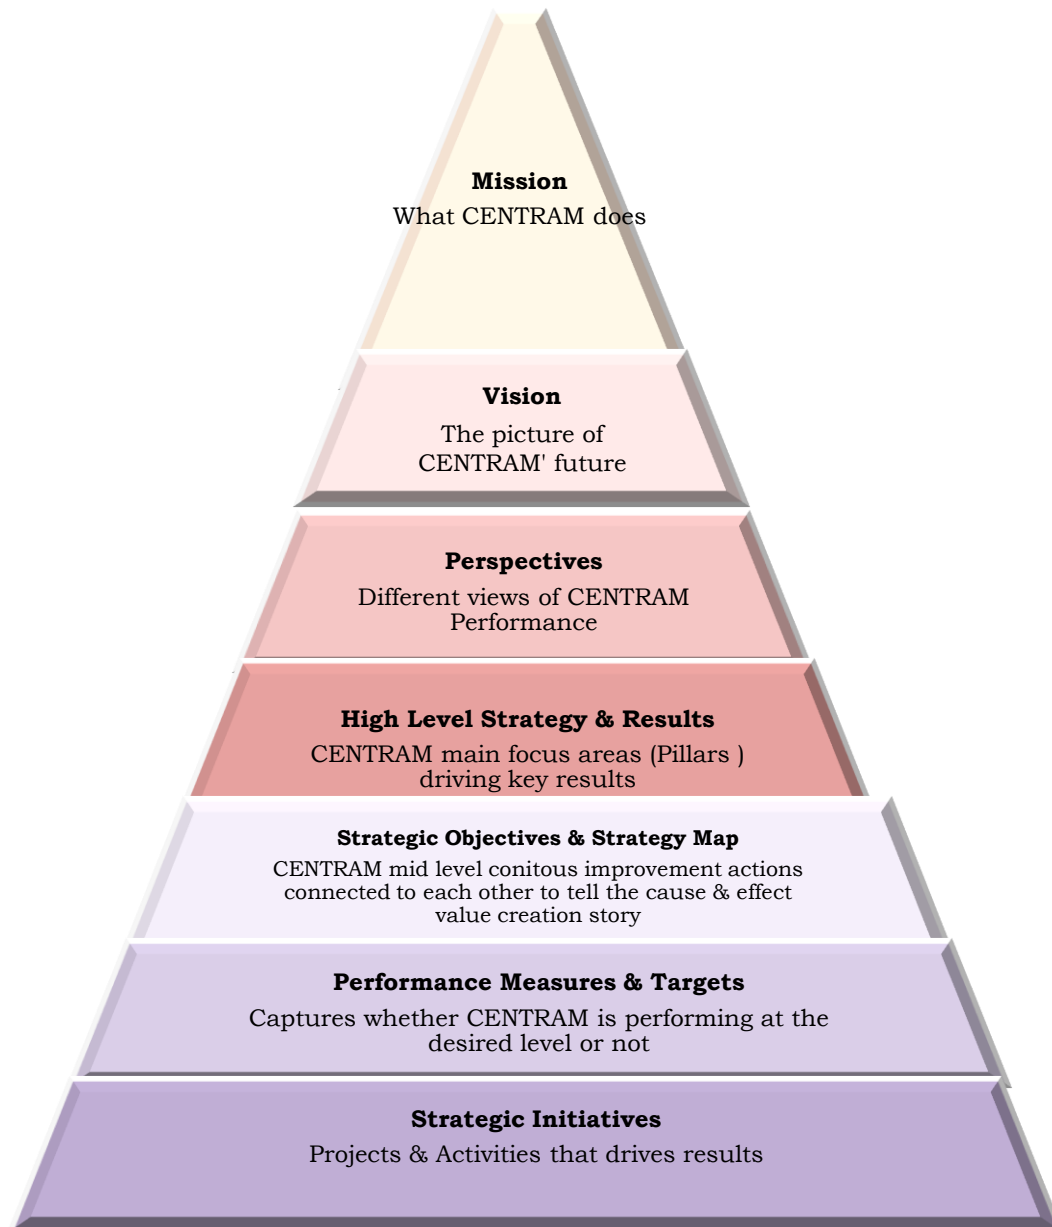 Mission
What CENTRAM does
Vision
The picture of
CENTRAM' future
Perspectives
Different views of CENTRAM
Performance
High Level Strategy & Results
CENTRAM main focus areas (Pillars )
driving key results
Strategic Objectives & Strategy Map
CENTRAM mid level conitous improvement actions
connected to each other to tell the cause & effect
value creation story
Performance Measures & Targets
Captures whether CENTRAM is performing at the
desired level or not
Strategic Initiatives
Projects & Activities that drives results